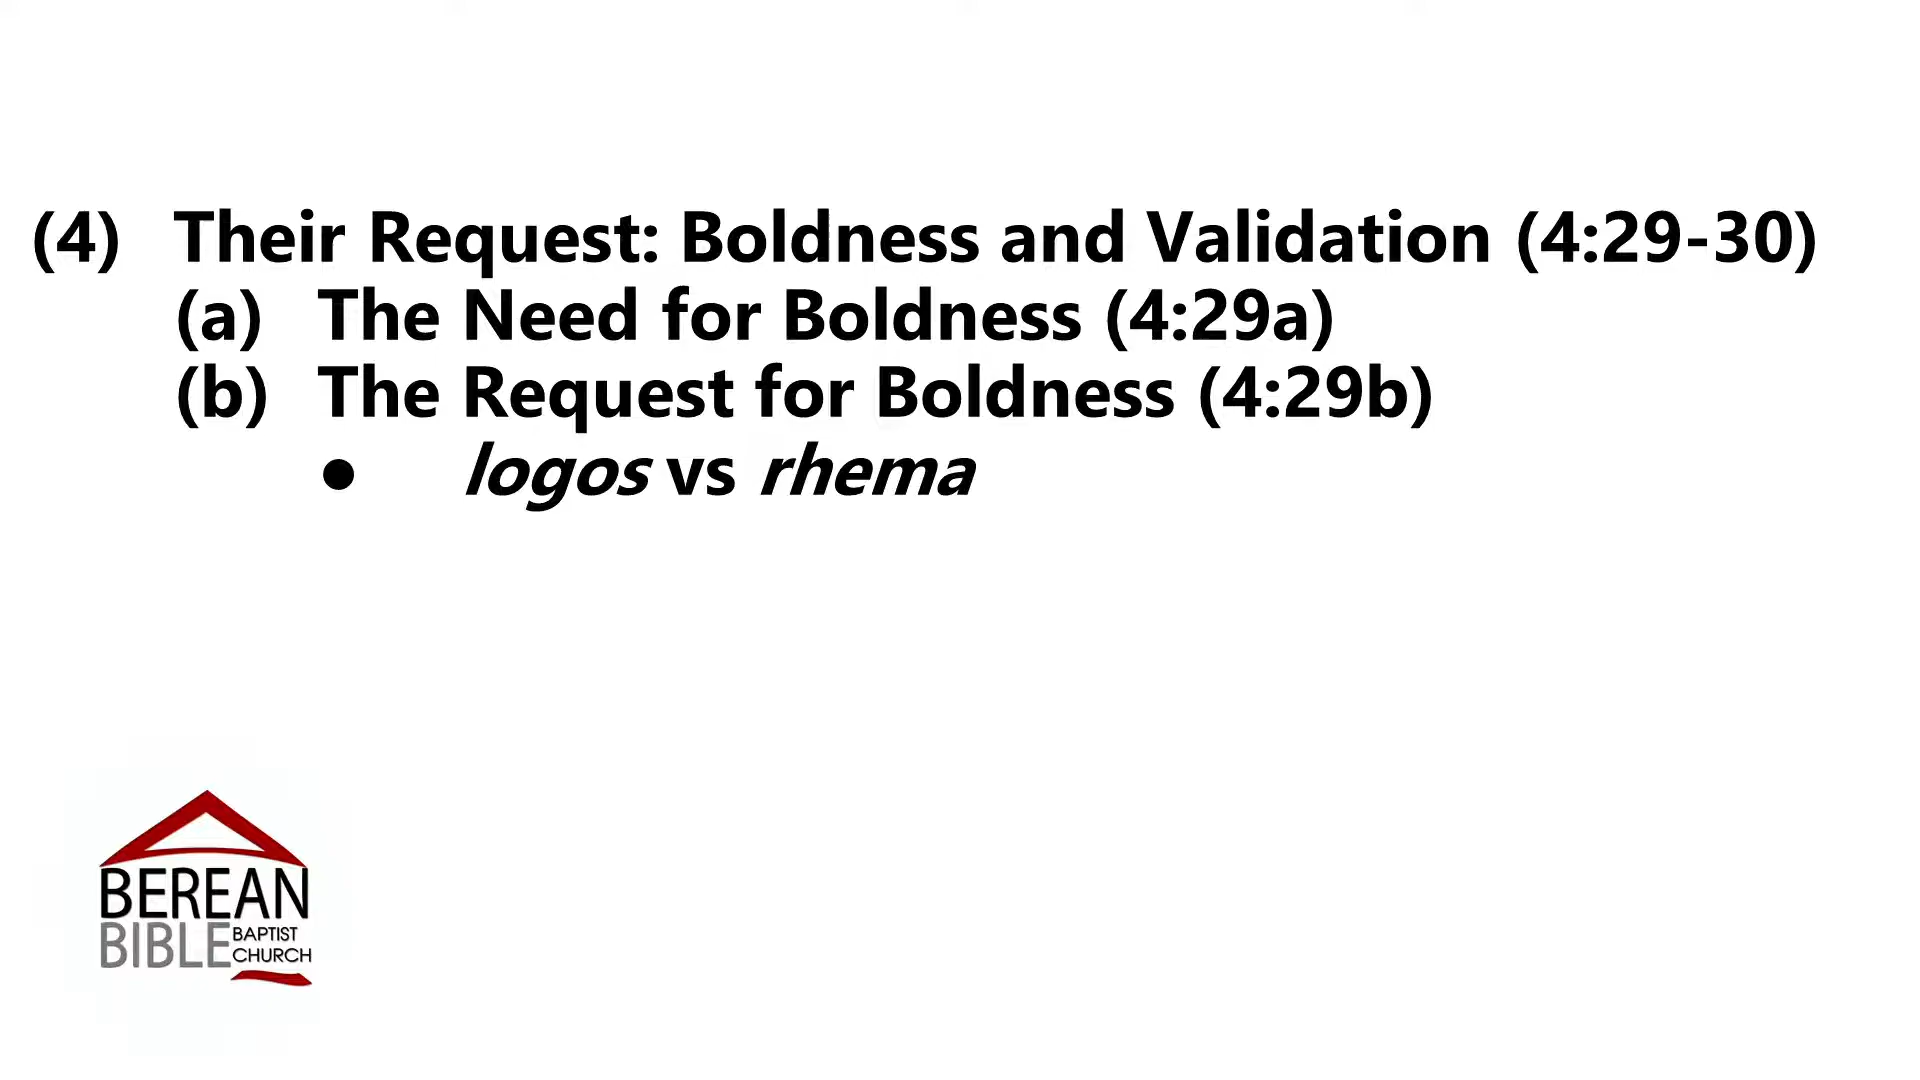 (4) Their Request: Boldness and Validation (4:29-30)
(a) The Need for Boldness (4:29a)
(b) The Request for Boldness (4:29b)
● logos vs rhema
BEREAN
BIBLE BAPTIST
CHURCH